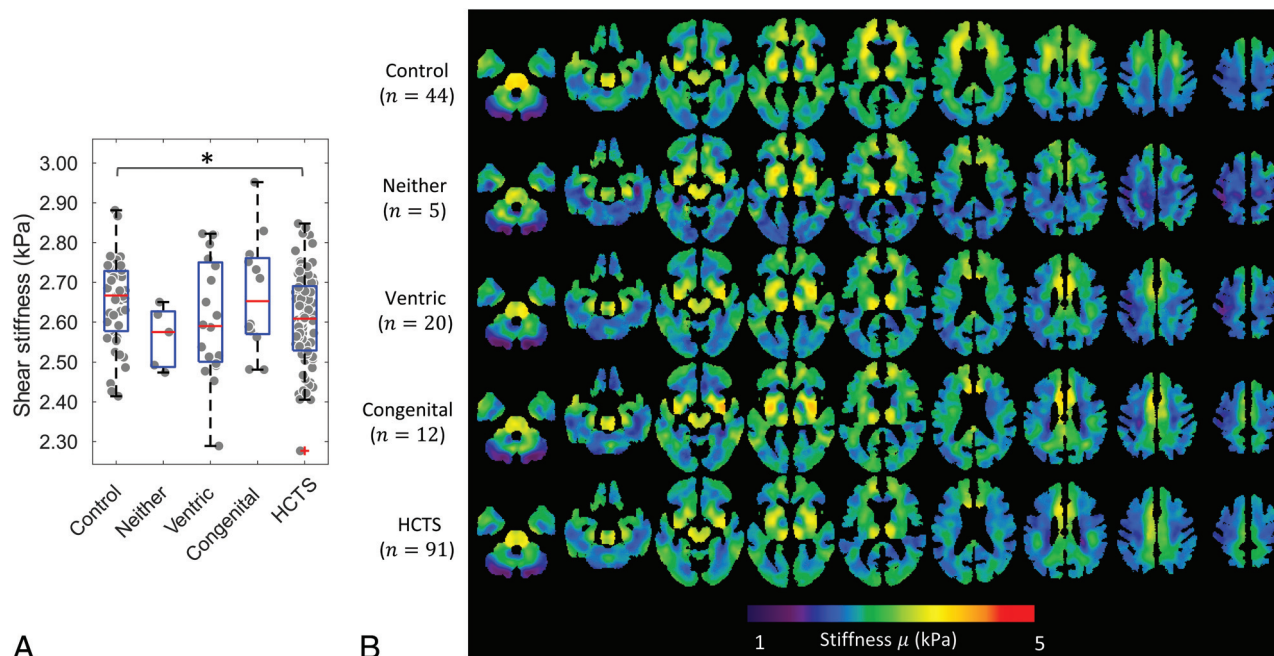 Shear stiffness (kPa)
3.00
2.90
2.80
2.70
2.60
2.50
2.40
2.30
*
Control
Neither
Ventric
Congenital
HCTS
A
Control
(n = 44)
Neither
(n = 5)
Ventric
(n = 20)
Congenital
(n = 12)
HCTS
(n = 91)
1 Stiffness μ (kPa) 5
B